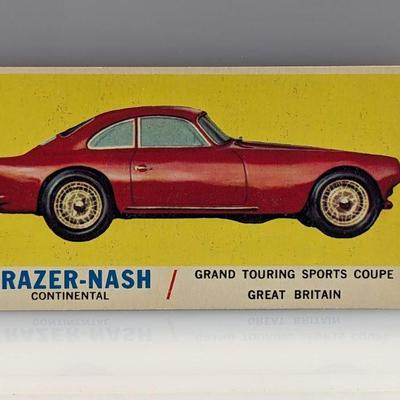 RAZER-NASH
CONTINENTAL
/
GRAND TOURING SPORTS COUPE
GREAT BRITAIN